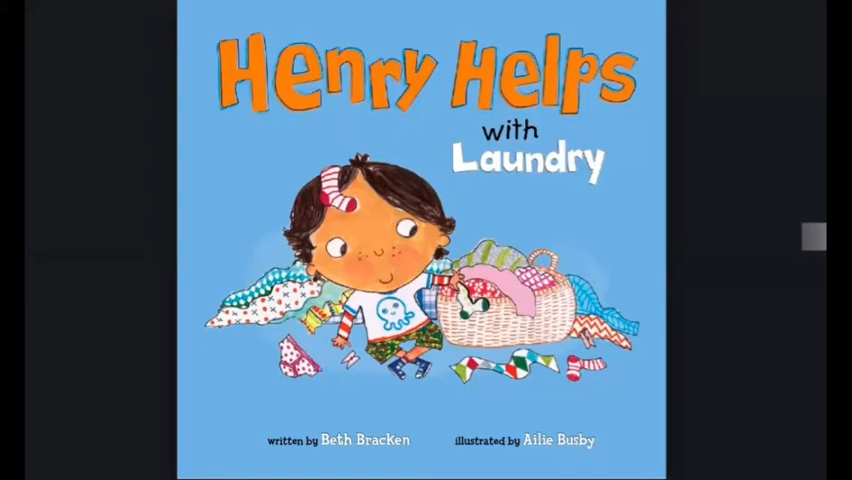 Henry Helps
with
Laundry
written by Beth Bracken
illustrated by Ailie Busby